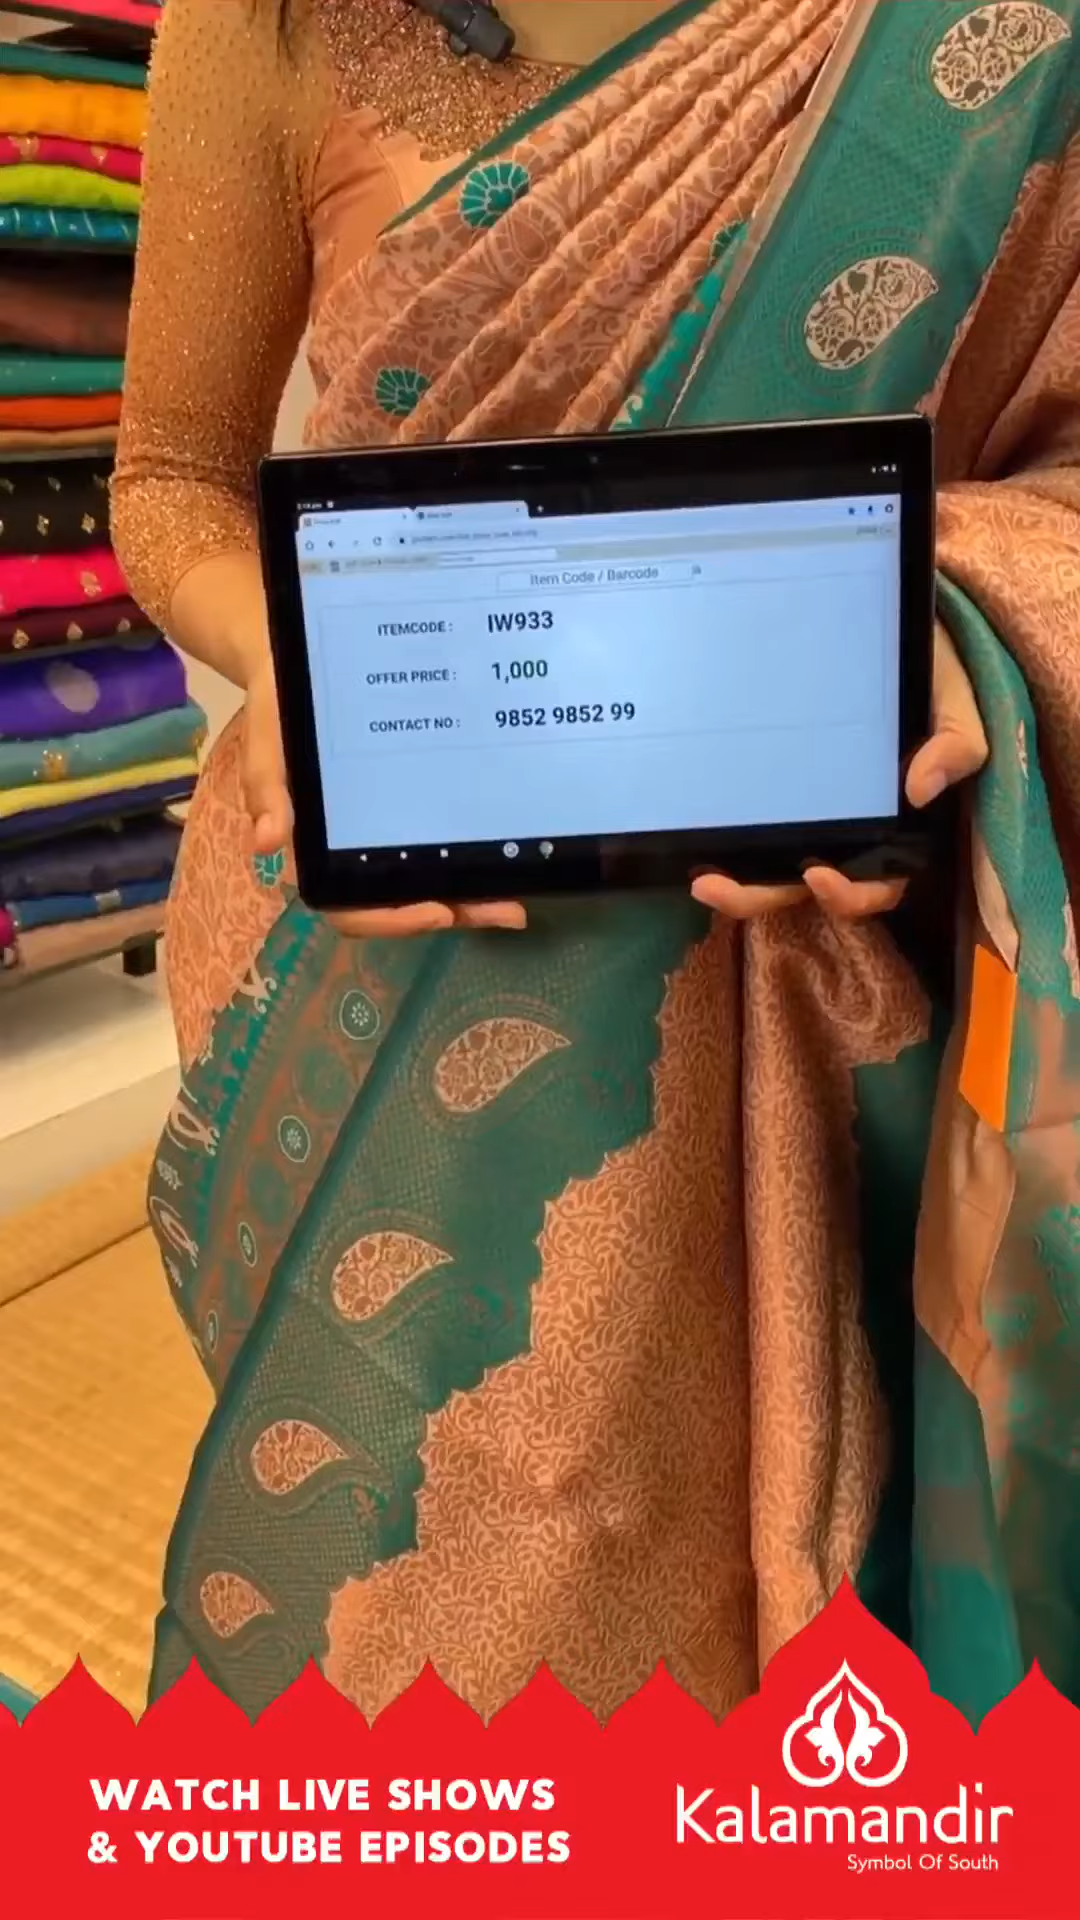 Item Code / Barcode
ITEMCODE : IW933
OFFER PRICE : 1,000
CONTACT NO : 9852 9852 99
WATCH LIVE SHOWS
& YOUTUBE EPISODES
Kalamandir
Symbol Of South